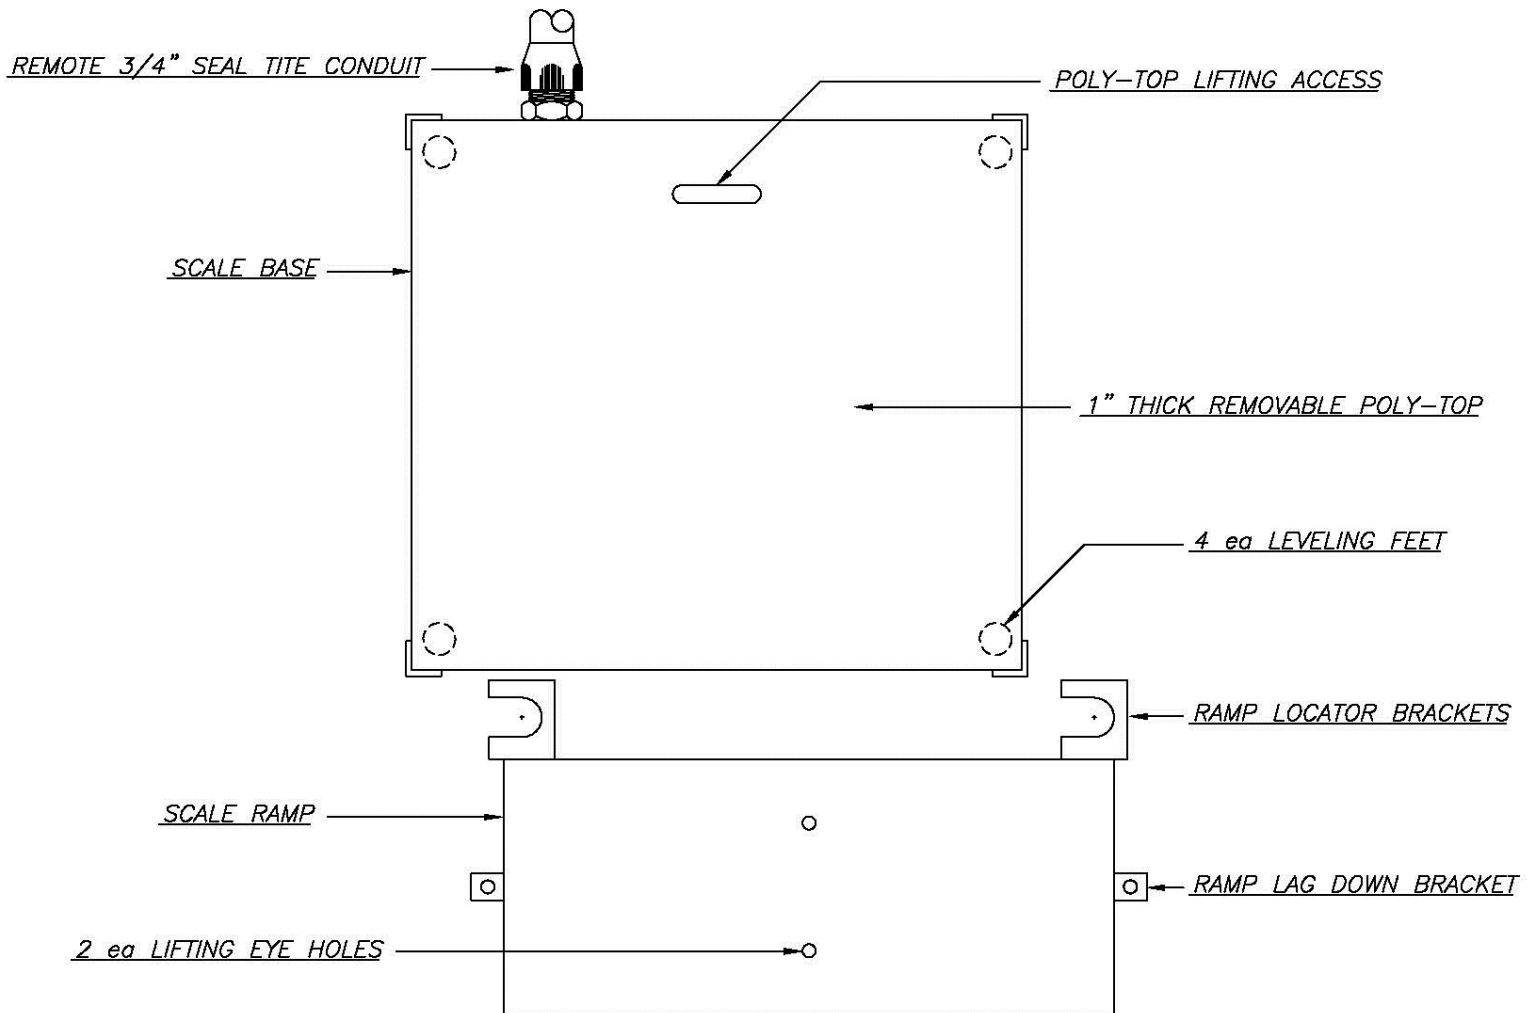 REMOTE 3/4" SEAL TITE CONDUIT
POLY-TOP LIFTING ACCESS
SCALE BASE
1" THICK REMOVABLE POLY-TOP
4 ea LEVELING FEET
RAMP LOCATOR BRACKETS
SCALE RAMP
RAMP LAG DOWN BRACKET
2 ea LIFTING EYE HOLES